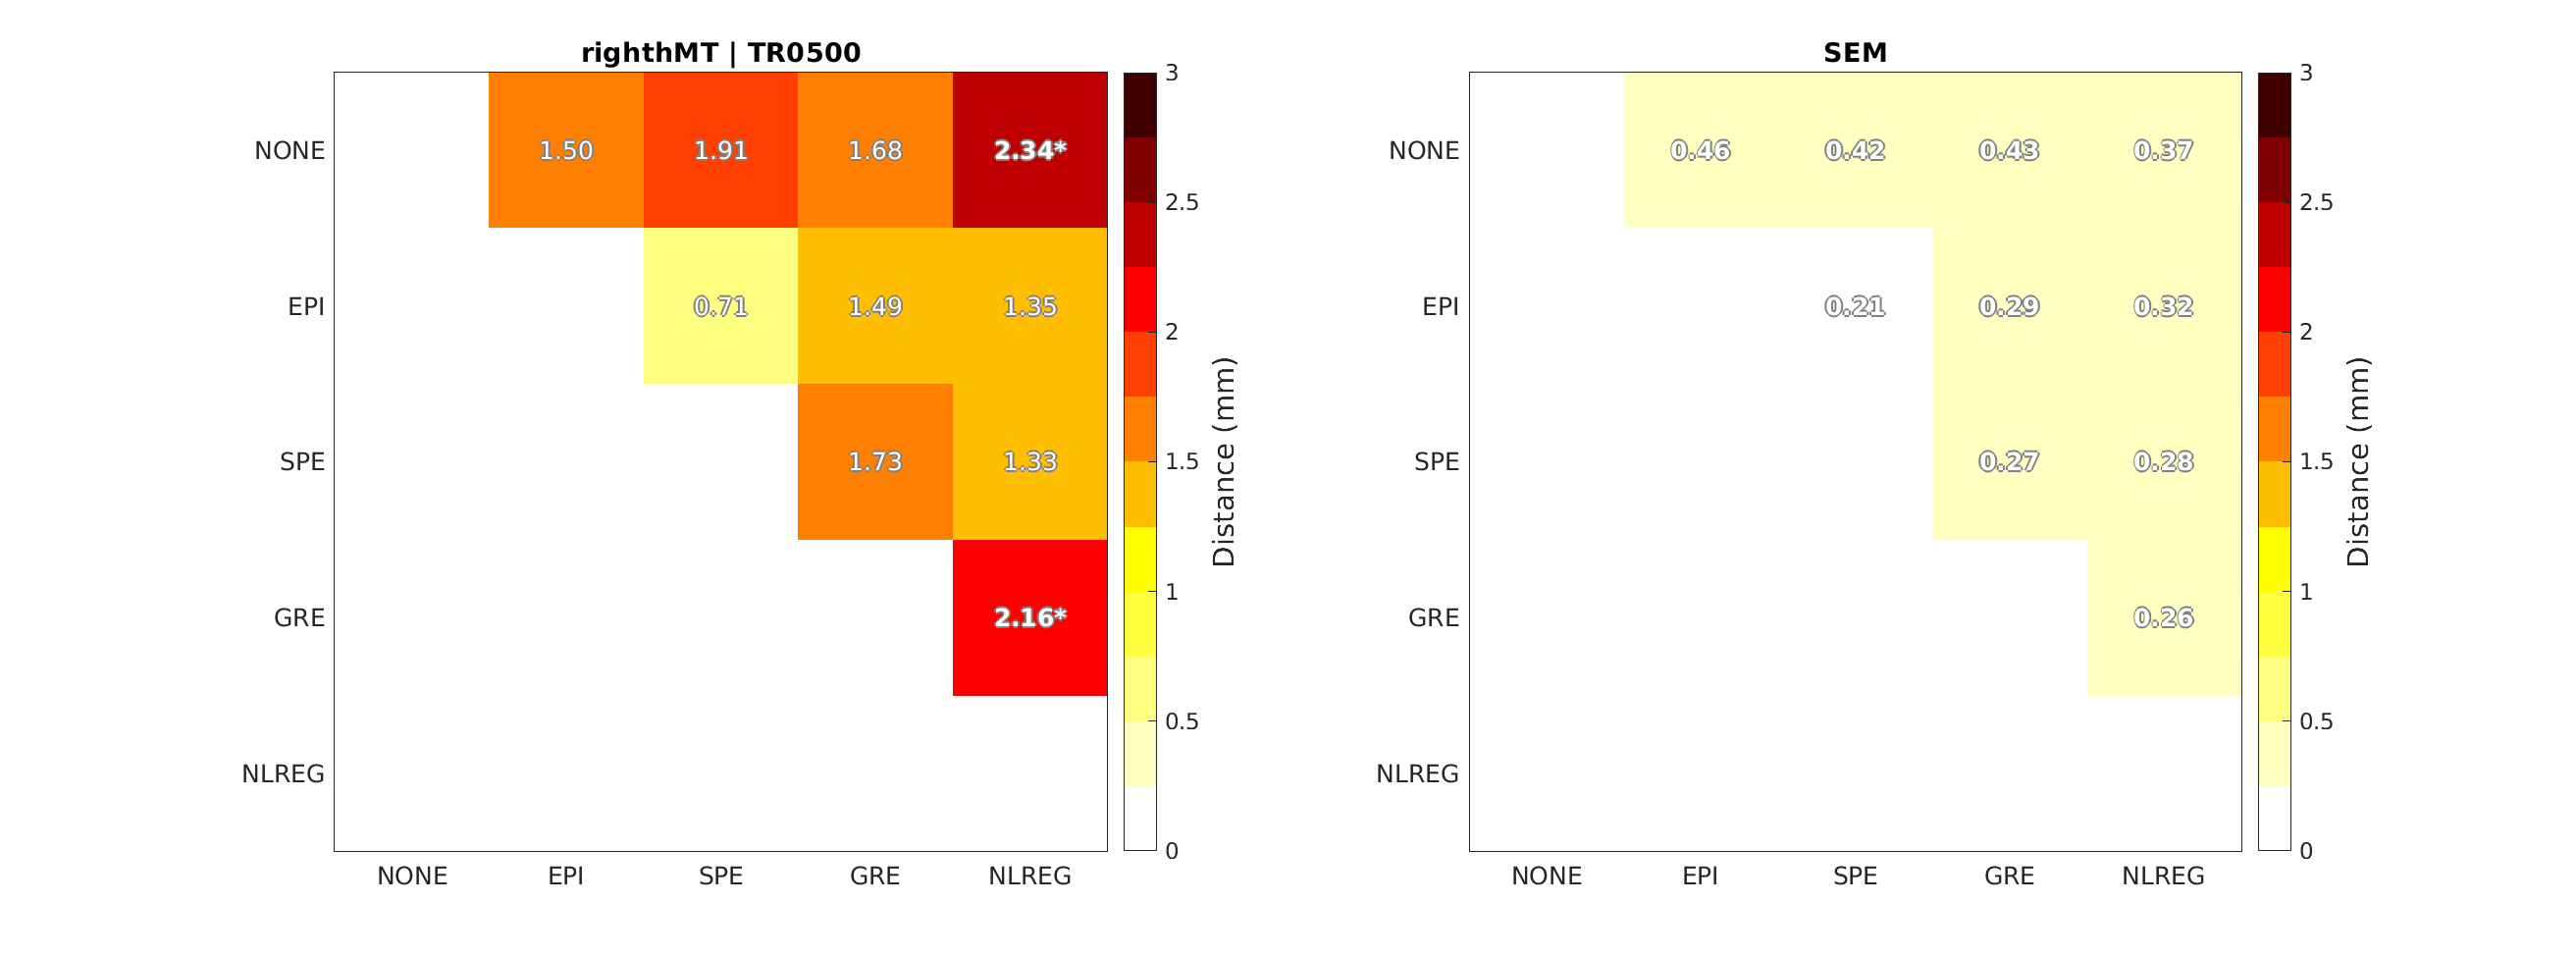 righthMT | TR0500
NONE 1.50 1.91 1.68 2.34*
EPI 0.71 1.49 1.35
SPE 1.73 1.33
GRE 2.16*
NLREG
NONE EPI SPE GRE NLREG
3
2.5
2
1.5
1
0.5
0
Distance (mm)
SEM
NONE 0.46 0.42 0.43 0.37
EPI 0.21 0.29 0.32
SPE 0.27 0.28
GRE 0.26
NLREG
NONE EPI SPE GRE NLREG
3
2.5
2
1.5
1
0.5
0
Distance (mm)